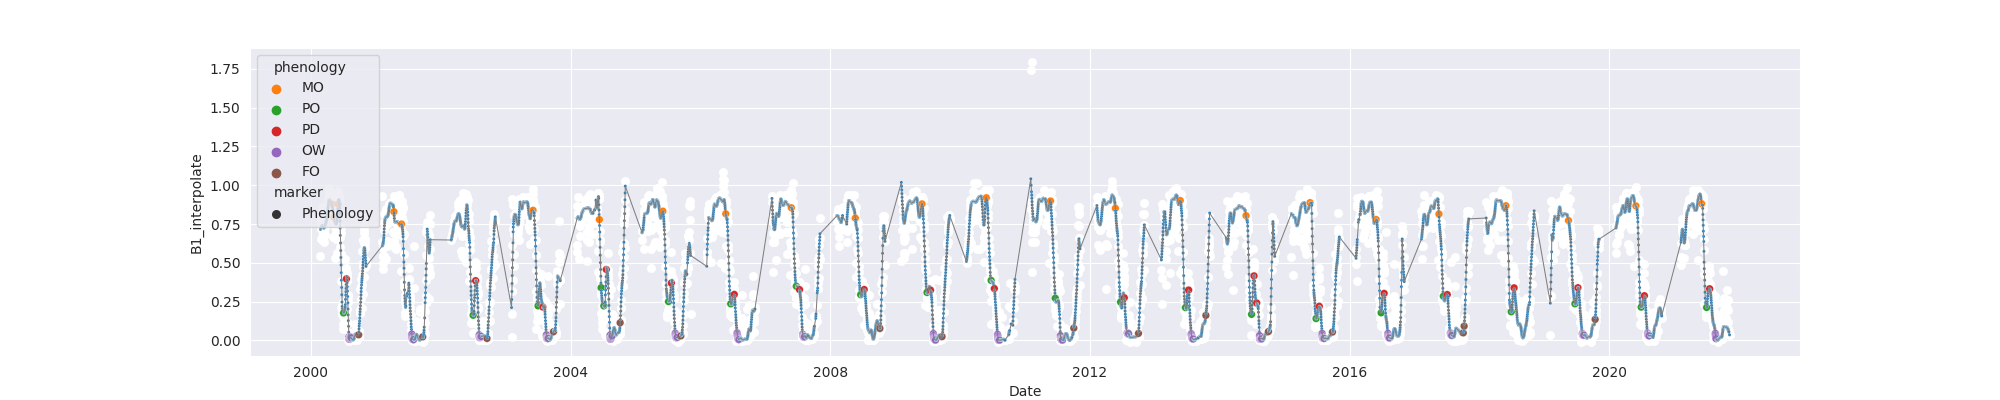 phenology
MO
PO
PD
OW
FO
marker
Phenology
B1_interpolate
1.75
1.50
1.25
1.00
0.75
0.50
0.25
0.00
2000
2004
2008
2012
2016
2020
Date